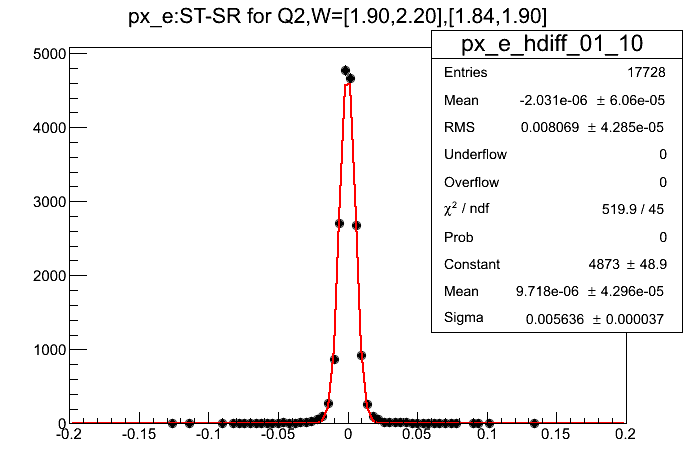 px_e:ST-SR for Q2,W=[1.90,2.20],[1.84,1.90]
px_e_hdiff_01_10
Entries 17728
Mean -2.031e-06 ± 6.06e-05
RMS 0.008069 ± 4.285e-05
Underflow 0
Overflow 0
χ² / ndf 519.9 / 45
Prob 0
Constant 4873 ± 48.9
Mean 9.718e-06 ± 4.296e-05
Sigma 0.005636 ± 0.000037
5000
4000
3000
2000
1000
0
-0.2 -0.15 -0.1 -0.05 0 0.05 0.1 0.15 0.2